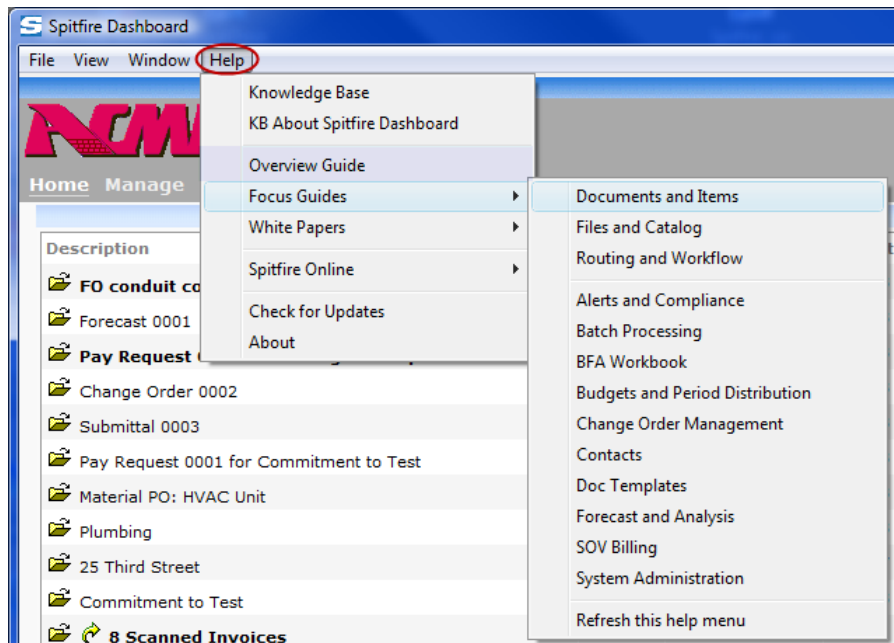 Spitfire Dashboard
File View Window Help
ACM
Home Manage
Knowledge Base
KB About Spitfire Dashboard
Overview Guide
Focus Guides
White Papers
Spitfire Online
Check for Updates
About
Documents and Items
Files and Catalog
Routing and Workflow
Alerts and Compliance
Batch Processing
BFA Workbook
Budgets and Period Distribution
Change Order Management
Contacts
Doc Templates
Forecast and Analysis
SOV Billing
System Administration
Refresh this help menu
Description
FO conduit co
Forecast 0001
Pay Request
Change Order 0002
Submittal 0003
Pay Request 0001 for Commitment to Test
Material PO: HVAC Unit
Plumbing
25 Third Street
Commitment to Test
8 Scanned Invoices